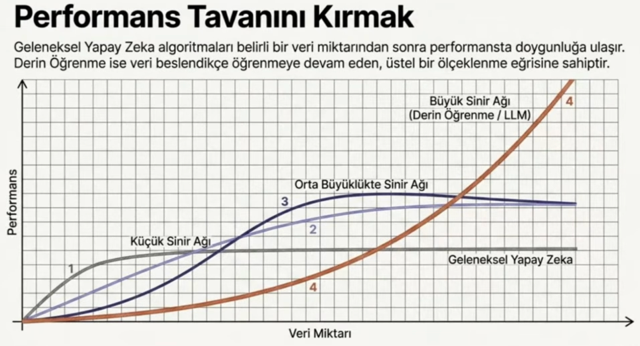 Performans Tavanını Kırmak
Geleneksel Yapay Zeka algoritmaları belirli bir veri miktarından sonra performansta doygunluğa ulaşır.
Derin Öğrenme ise veri beslendikçe öğrenmeye devam eden, üstel bir ölçeklenme eğrisine sahiptir.
Büyük Sinir Ağı
(Derin Öğrenme / LLM)
4
Orta Büyüklükte Sinir Ağı
3
2
Küçük Sinir Ağı
1
Geleneksel Yapay Zeka
4
Performans
Veri Miktarı